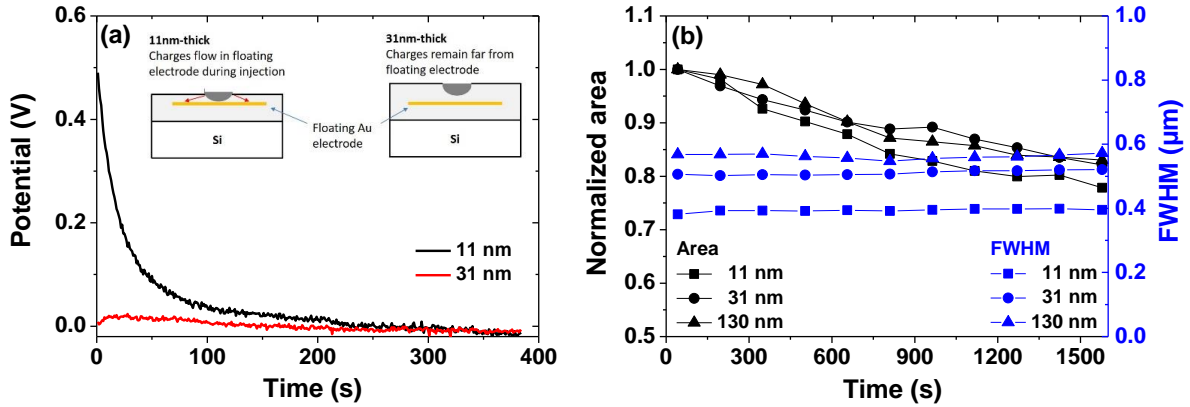 (a)
11nm-thick
Charges flow in floating
electrode during injection
Si
31nm-thick
Charges remain far from
floating electrode
Si
Floating Au
electrode
11 nm
31 nm
Potential (V)
0.6
0.4
0.2
0.0
0 100 200 300 400
Time (s)
(b)
Normalized area
1.1
1.0
0.9
0.8
0.7
0.6
0.5
Area
11 nm
31 nm
130 nm
FWHM
11 nm
31 nm
130 nm
0 300 600 900 1200 1500
Time (s)
1.0
0.8
0.6
0.4
0.2
0.0
FWHM (µm)